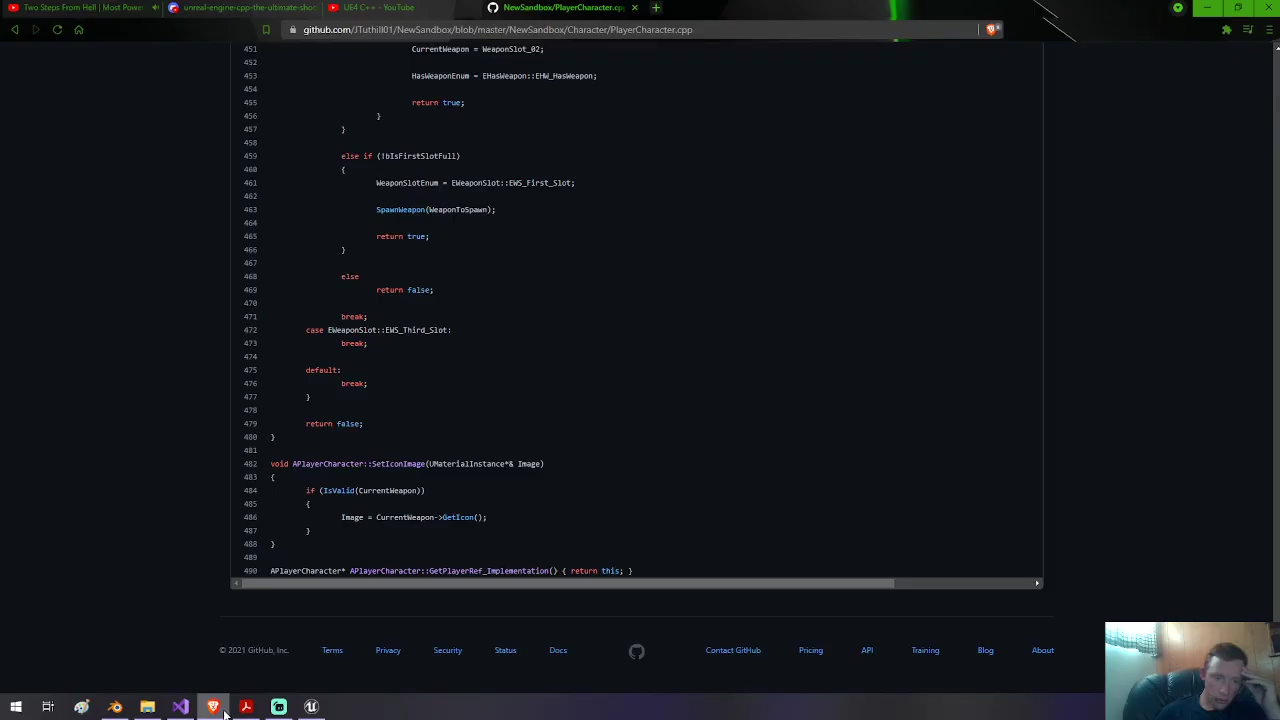 Two Steps From Hell | Most Power
unreal-engine-cpp-the-ultimate-sho
UE4 C++ - YouTube
NewSandbox/PlayerCharacter.cpp
github.com/JTuthill01/NewSandbox/blob/master/NewSandbox/Character/PlayerCharacter.cpp
451 CurrentWeapon = WeaponSlot_02;
452
453 HasWeaponEnum = EHasWeapon::EHW_HasWeapon;
454
455 return true;
456 }
457 }
458
459 else if (!bIsFirstSlotFull)
460 {
461 WeaponSlotEnum = EWeaponSlot::EWS_First_Slot;
462
463 SpawnWeapon(WeaponToSpawn);
464
465 return true;
466 }
467
468 else
469 return false;
470
471 break;
472 case EWeaponSlot::EWS_Third_Slot:
473 break;
474
475 default:
476 break;
477 }
478
479 return false;
480 }
481
482 void APlayerCharacter::SetIconImage(UMaterialInstance*& Image)
483 {
484 if (IsValid(CurrentWeapon))
485 {
486 Image = CurrentWeapon->GetIcon();
487 }
488 }
489
490 APlayerCharacter* APlayerCharacter::GetPlayerRef_Implementation() { return this; }
© 2021 GitHub, Inc. Terms Privacy Security Status Docs Contact GitHub Pricing API Training Blog About